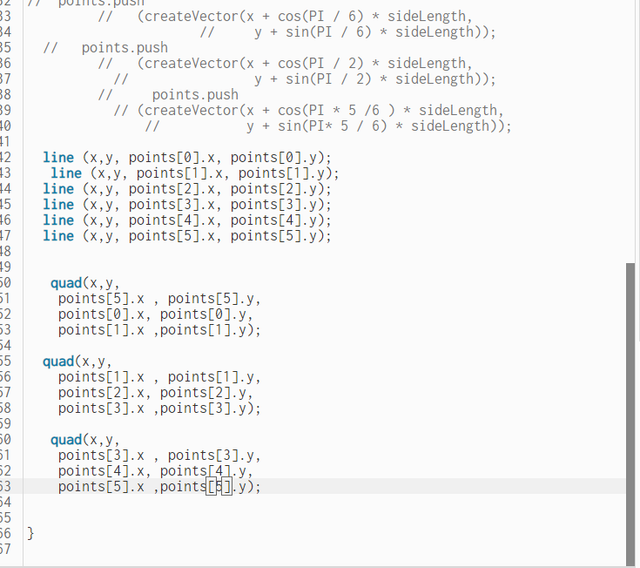 32 //  points.push
33 //   (createVector(x + cos(PI / 6) * sideLength,
34 //     y + sin(PI / 6) * sideLength));
35 //   points.push
36 //   (createVector(x + cos(PI / 2) * sideLength,
37 //                y + sin(PI / 2) * sideLength));
38 //     points.push
39 // (createVector(x + cos(PI * 5 /6 ) * sideLength,
40 //           y + sin(PI* 5 / 6) * sideLength));
41
42 line (x,y, points[0].x, points[0].y);
43 line (x,y, points[1].x, points[1].y);
44 line (x,y, points[2].x, points[2].y);
45 line (x,y, points[3].x, points[3].y);
46 line (x,y, points[4].x, points[4].y);
47 line (x,y, points[5].x, points[5].y);
48
49
50 quad(x,y,
51 points[5].x , points[5].y,
52 points[0].x, points[0].y,
53 points[1].x ,points[1].y);
54
55 quad(x,y,
56 points[1].x , points[1].y,
57 points[2].x, points[2].y,
58 points[3].x ,points[3].y);
59
60 quad(x,y,
61 points[3].x , points[3].y,
62 points[4].x, points[4].y,
63 points[5].x ,points[5].y);
64
65
66 }
67